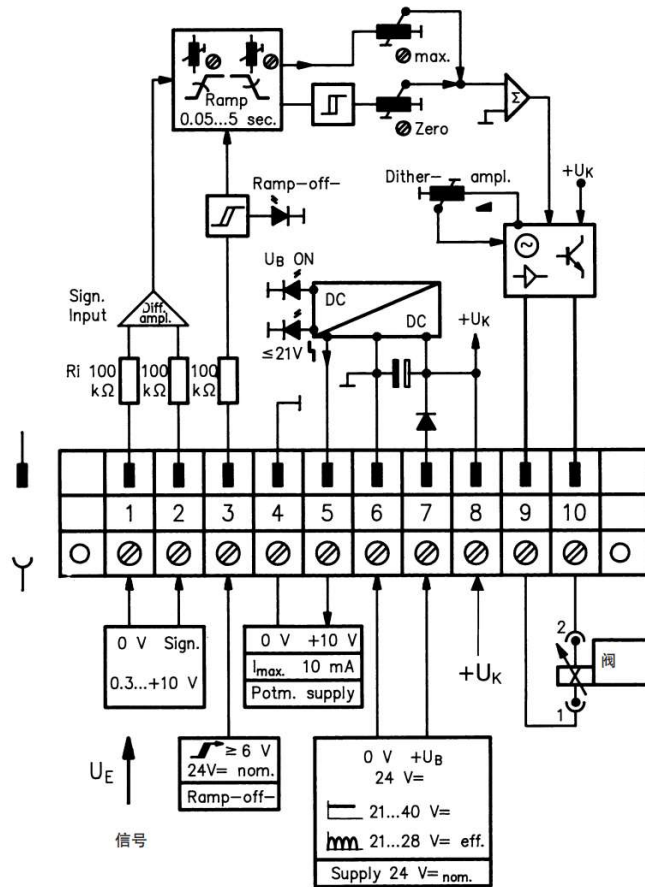 max.
Ramp
0.05...5 sec.
Zero
Σ
Ramp-off-
Dither- ampl.
+UK
UB ON
DC
DC
≤21V
+UK
Sign.
Input
Diff.
ampl.
Ri 100 kΩ
100 kΩ
100 kΩ
1 2 3 4 5 6 7 8 9 10
0 V Sign.
0.3...+10 V
0 V +10 V
Imax. 10 mA
Potm. supply
+UK
2
阀
1
UE
信号
≥ 6 V
24V= nom.
Ramp-off-
0 V +UB
24 V=
21...40 V=
21...28 V= eff.
Supply 24 V=nom.